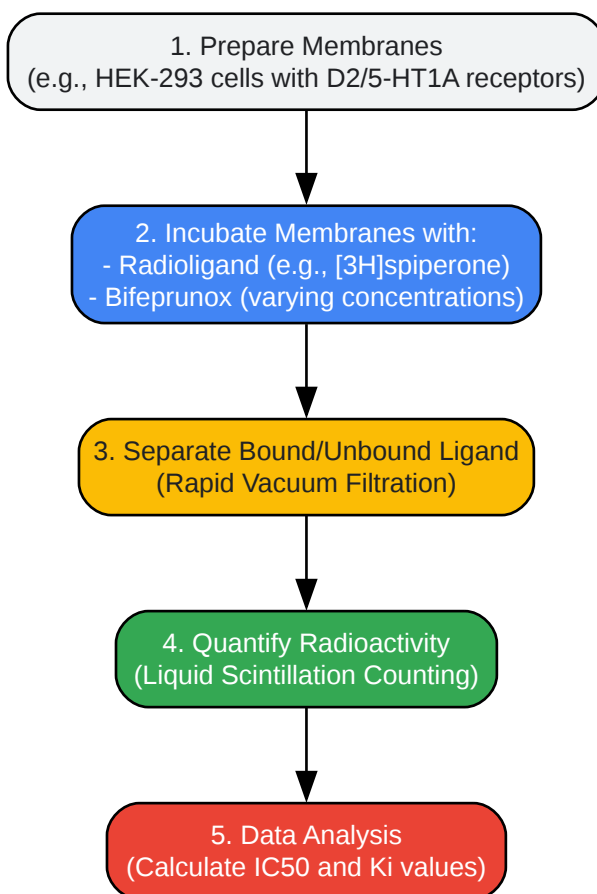 1. Prepare Membranes
(e.g., HEK-293 cells with D2/5-HT1A receptors)
2. Incubate Membranes with:
- Radioligand (e.g., [3H]spiperone)
- Bifeprunox (varying concentrations)
3. Separate Bound/Unbound Ligand
(Rapid Vacuum Filtration)
4. Quantify Radioactivity
(Liquid Scintillation Counting)
5. Data Analysis
(Calculate IC50 and Ki values)